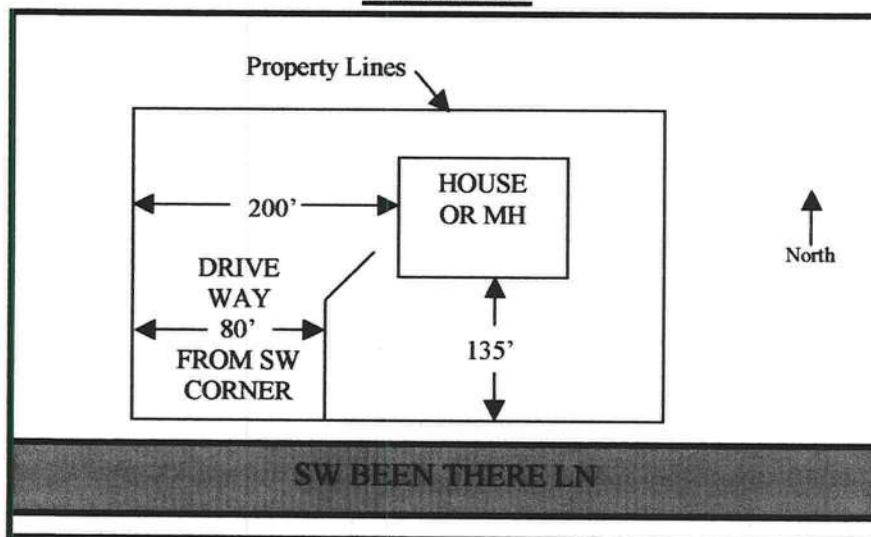 Property Lines
HOUSE
OR MH
200’
North
DRIVE
WAY
80’
FROM SW
CORNER
135’
SW BEEN THERE LN